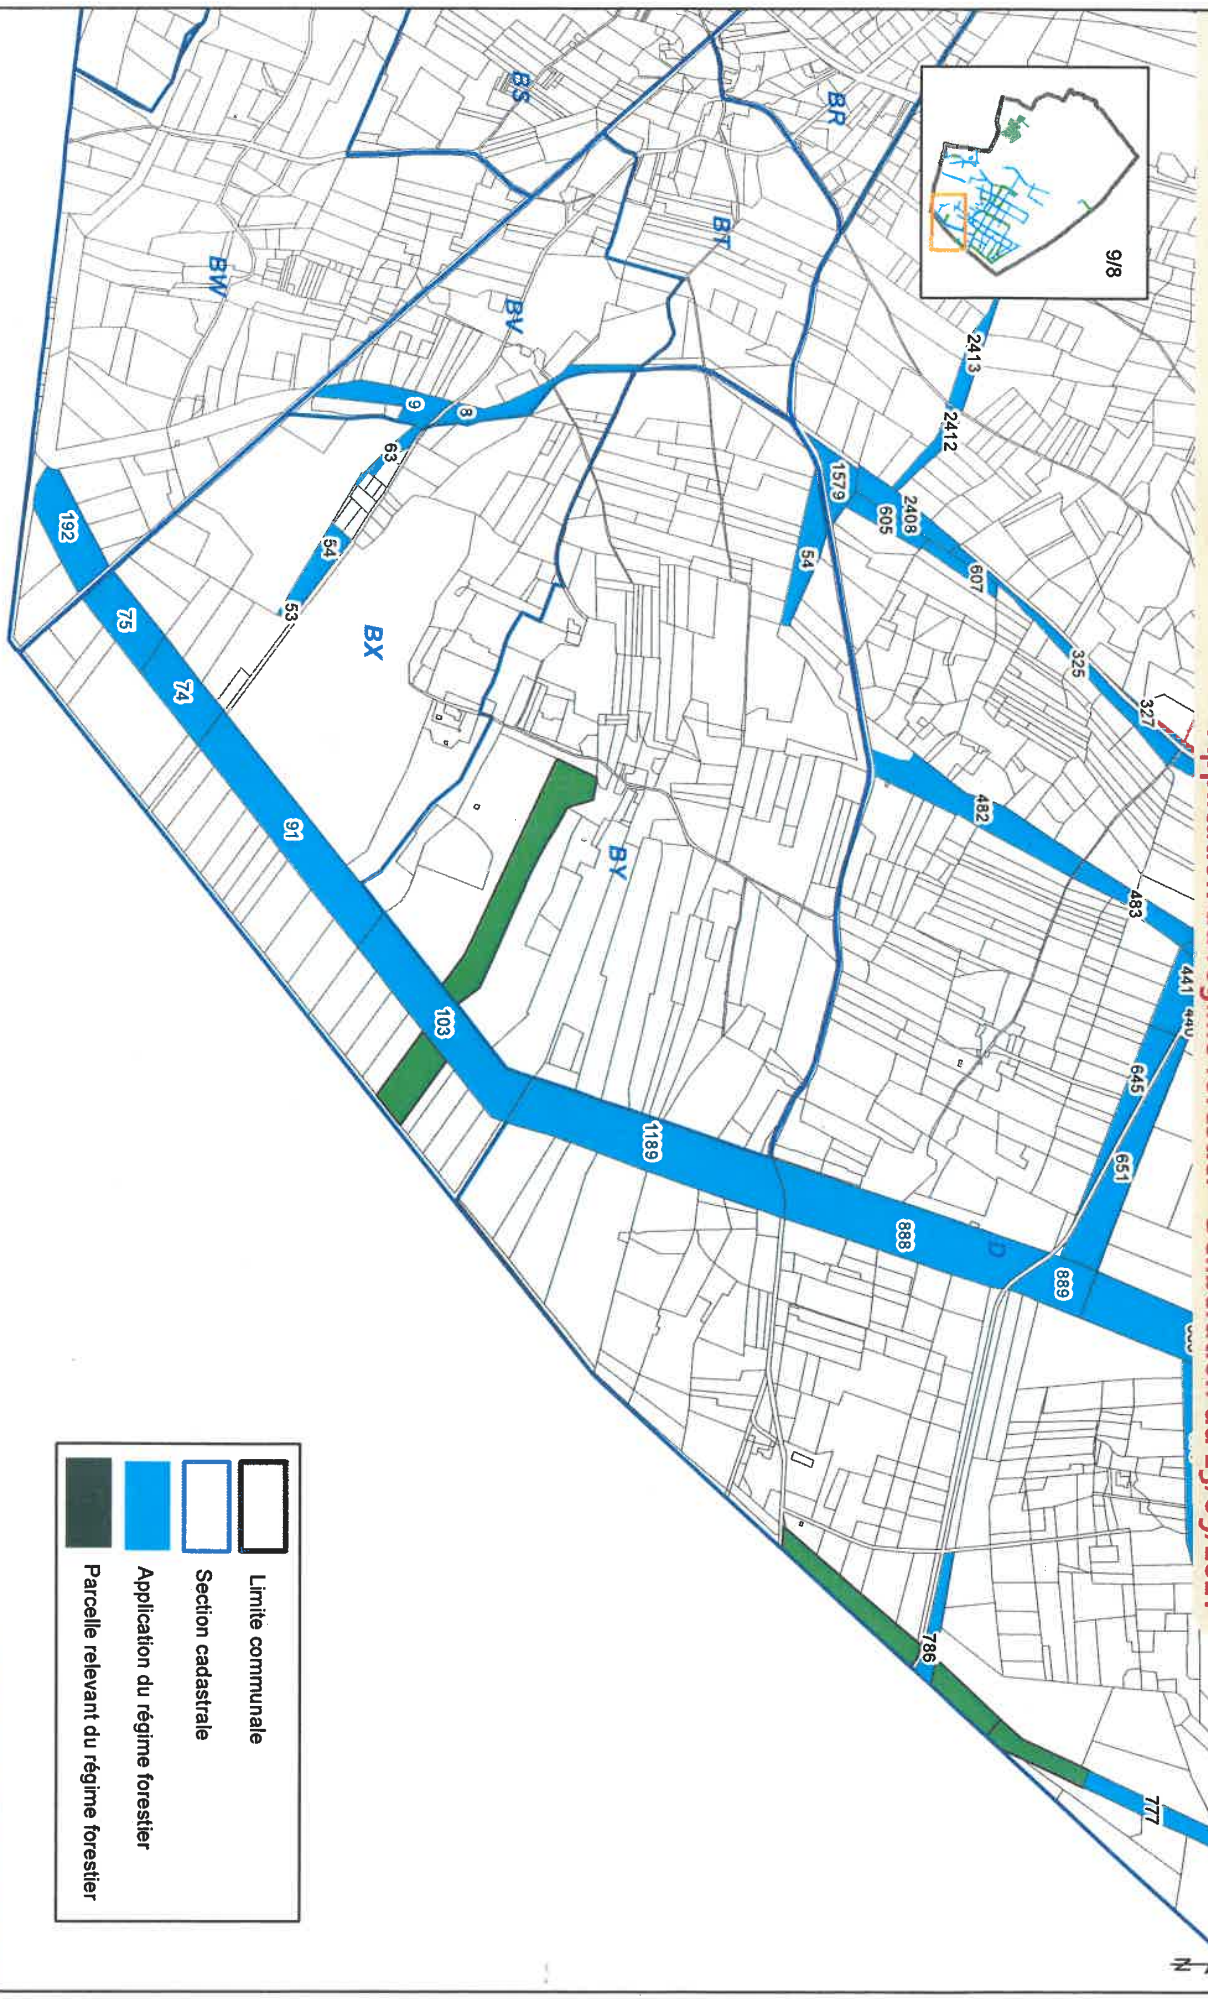 9/8
BR
BS
BT
BV
BW
BX
BY
D
2413
2412
1579
2408
605
607
54
325
327
482
483
441
440
645
651
9
8
63
54
53
192
75
74
91
103
1189
888
889
786
777
N
Limite communale
Section cadastrale
Application du régime forestier
Parcelle relevant du régime forestier